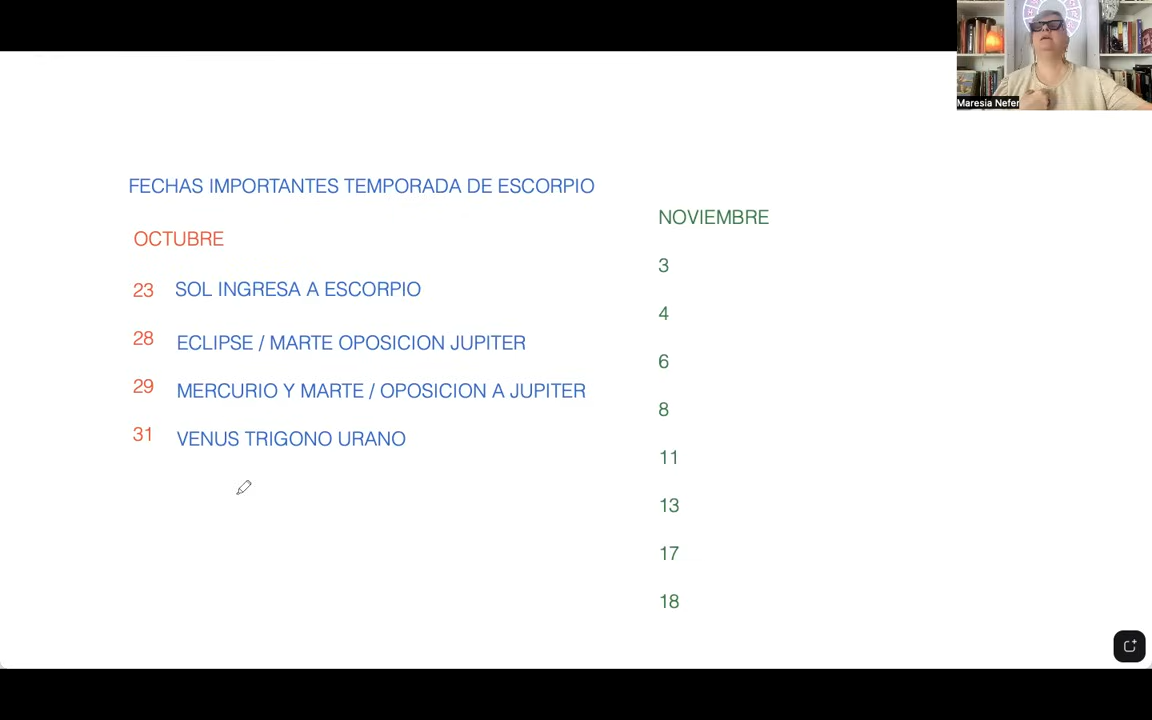 Maresia Nefer
FECHAS IMPORTANTES TEMPORADA DE ESCORPIO
OCTUBRE
23 SOL INGRESA A ESCORPIO
28 ECLIPSE / MARTE OPOSICION JUPITER
29 MERCURIO Y MARTE / OPOSICION A JUPITER
31 VENUS TRIGONO URANO
NOVIEMBRE
3
4
6
8
11
13
17
18